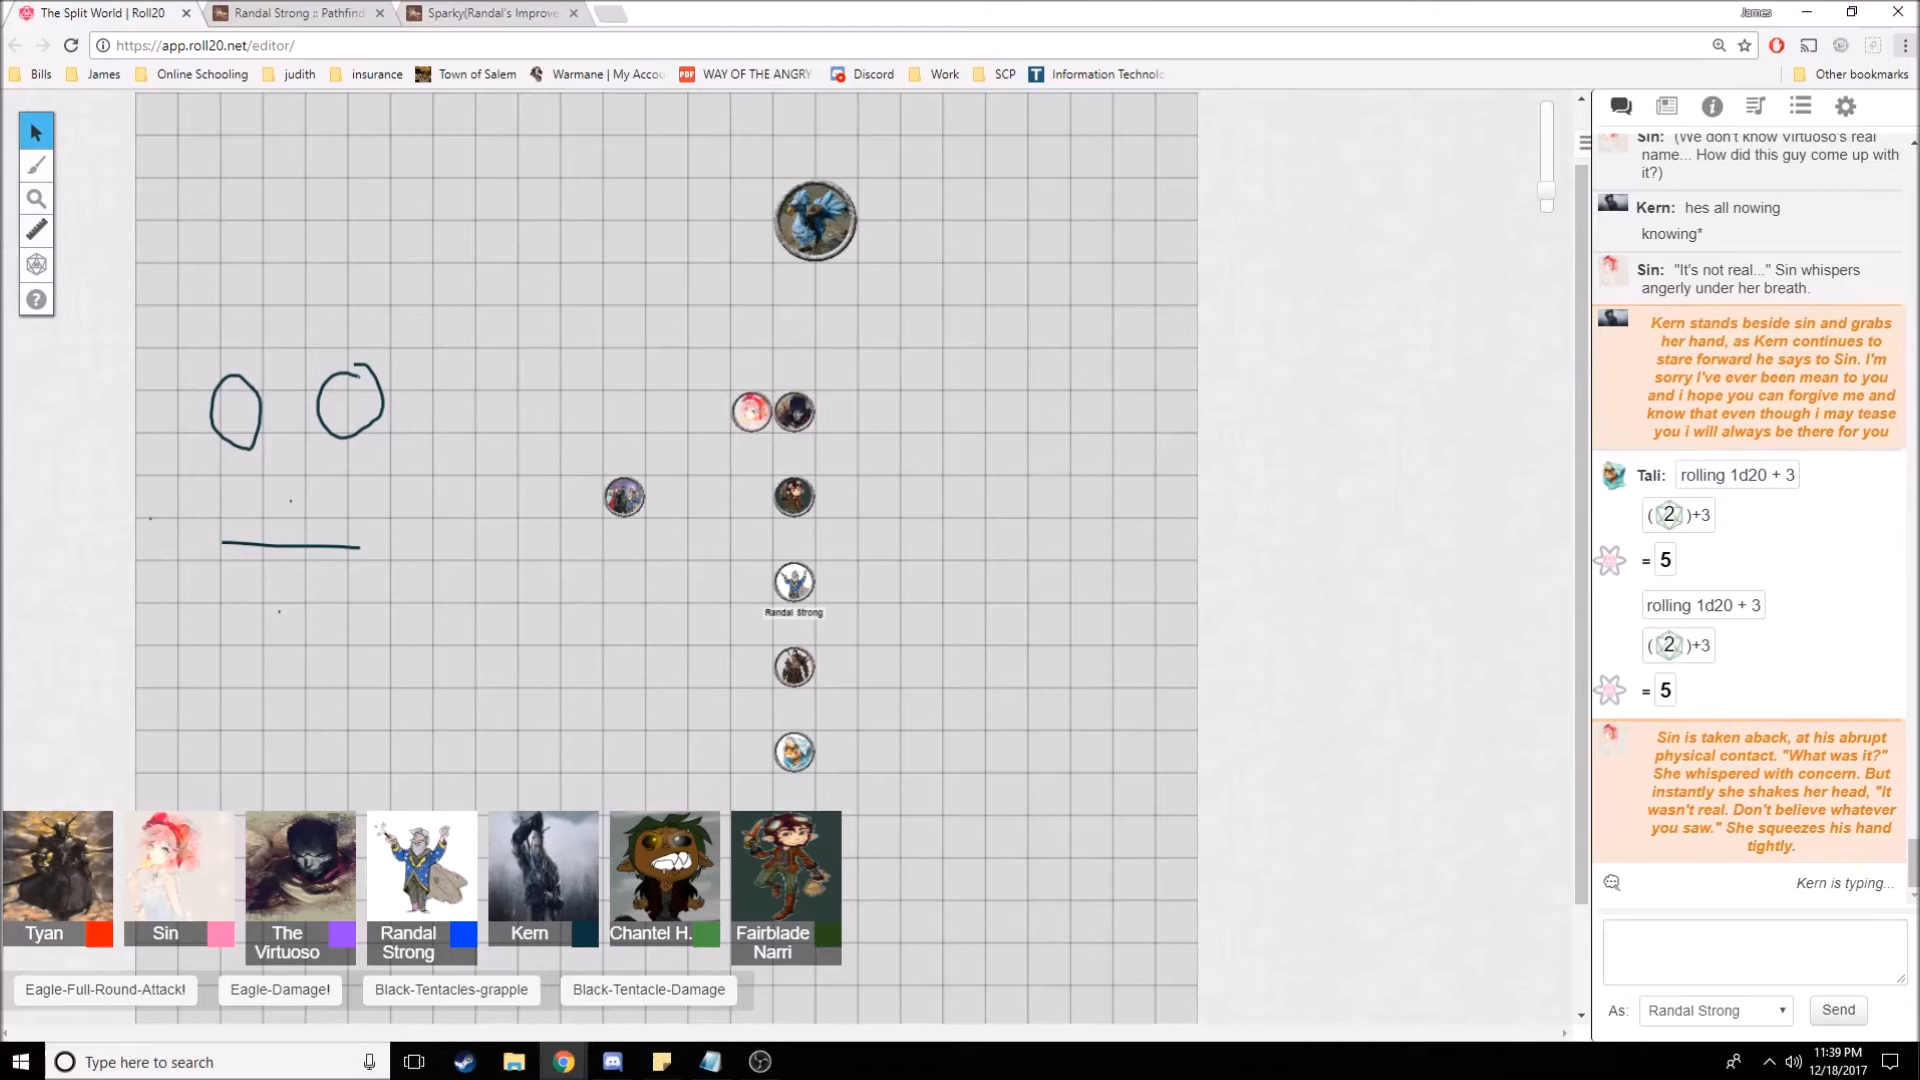 The Split World | Roll20
Randal Strong :: Pathfind
Sparky(Randal's Improve
James
https://app.roll20.net/editor/
Bills
James
Online Schooling
judith
insurance
Town of Salem
Warmane | My Accou
WAY OF THE ANGRY
Discord
Work
SCP
Information Technolo
Other bookmarks
Sin: (We don't know Virtuoso's real
name... How did this guy come up with
it?)
Kern: hes all nowing
knowing*
Sin: "It's not real..." Sin whispers
angerly under her breath.
Kern stands beside sin and grabs
her hand, as Kern continues to
stare forward he says to Sin. I'm
sorry I've ever been mean to you
and i hope you can forgive me and
know that even though i may tease
you i will always be there for you
Tali: rolling 1d20 + 3
(2)+3
= 5
rolling 1d20 + 3
(2)+3
= 5
Sin is taken aback, at his abrupt
physical contact. "What was it?"
She whispered with concern. But
instantly she shakes her head, "It
wasn't real. Don't believe whatever
you saw." She squeezes his hand
tightly.
Kern is typing...
As: Randal Strong
Send
Randal Strong
Tyan
Sin
The
Virtuoso
Randal
Strong
Kern
Chantel H.
Fairblade
Narri
Eagle-Full-Round-Attack!
Eagle-Damage!
Black-Tentacles-grapple
Black-Tentacle-Damage
Type here to search
11:39 PM
12/18/2017